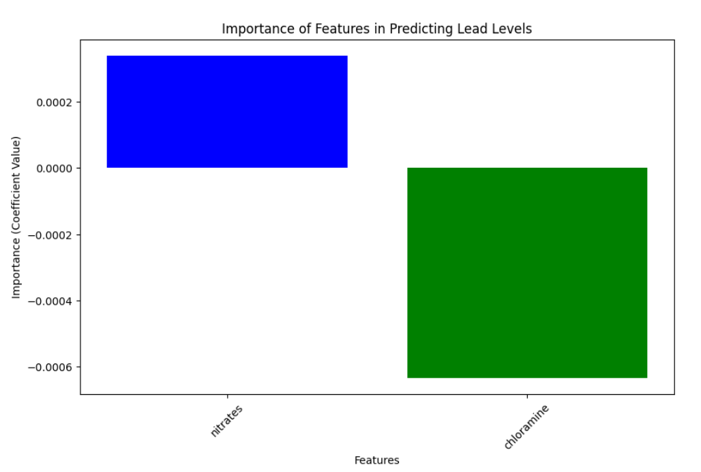 Importance of Features in Predicting Lead Levels
Importance (Coefficient Value)
0.0002
0.0000
−0.0002
−0.0004
−0.0006
nitrates
chloramine
Features